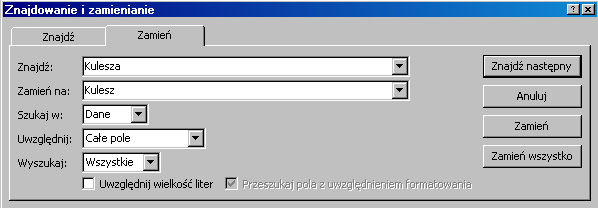 Znajdowanie i zamienianie
Znajdź
Zamień
Znajdź: Kulesza
Znajdź następny
Zamień na: Kulesz
Anuluj
Szukaj w: Dane
Zamień
Uwzględnij: Całe pole
Wyszukaj: Wszystkie
Zamień wszystko
Uwzględnij wielkość liter
Przeszukaj pola z uwzględnieniem formatowania